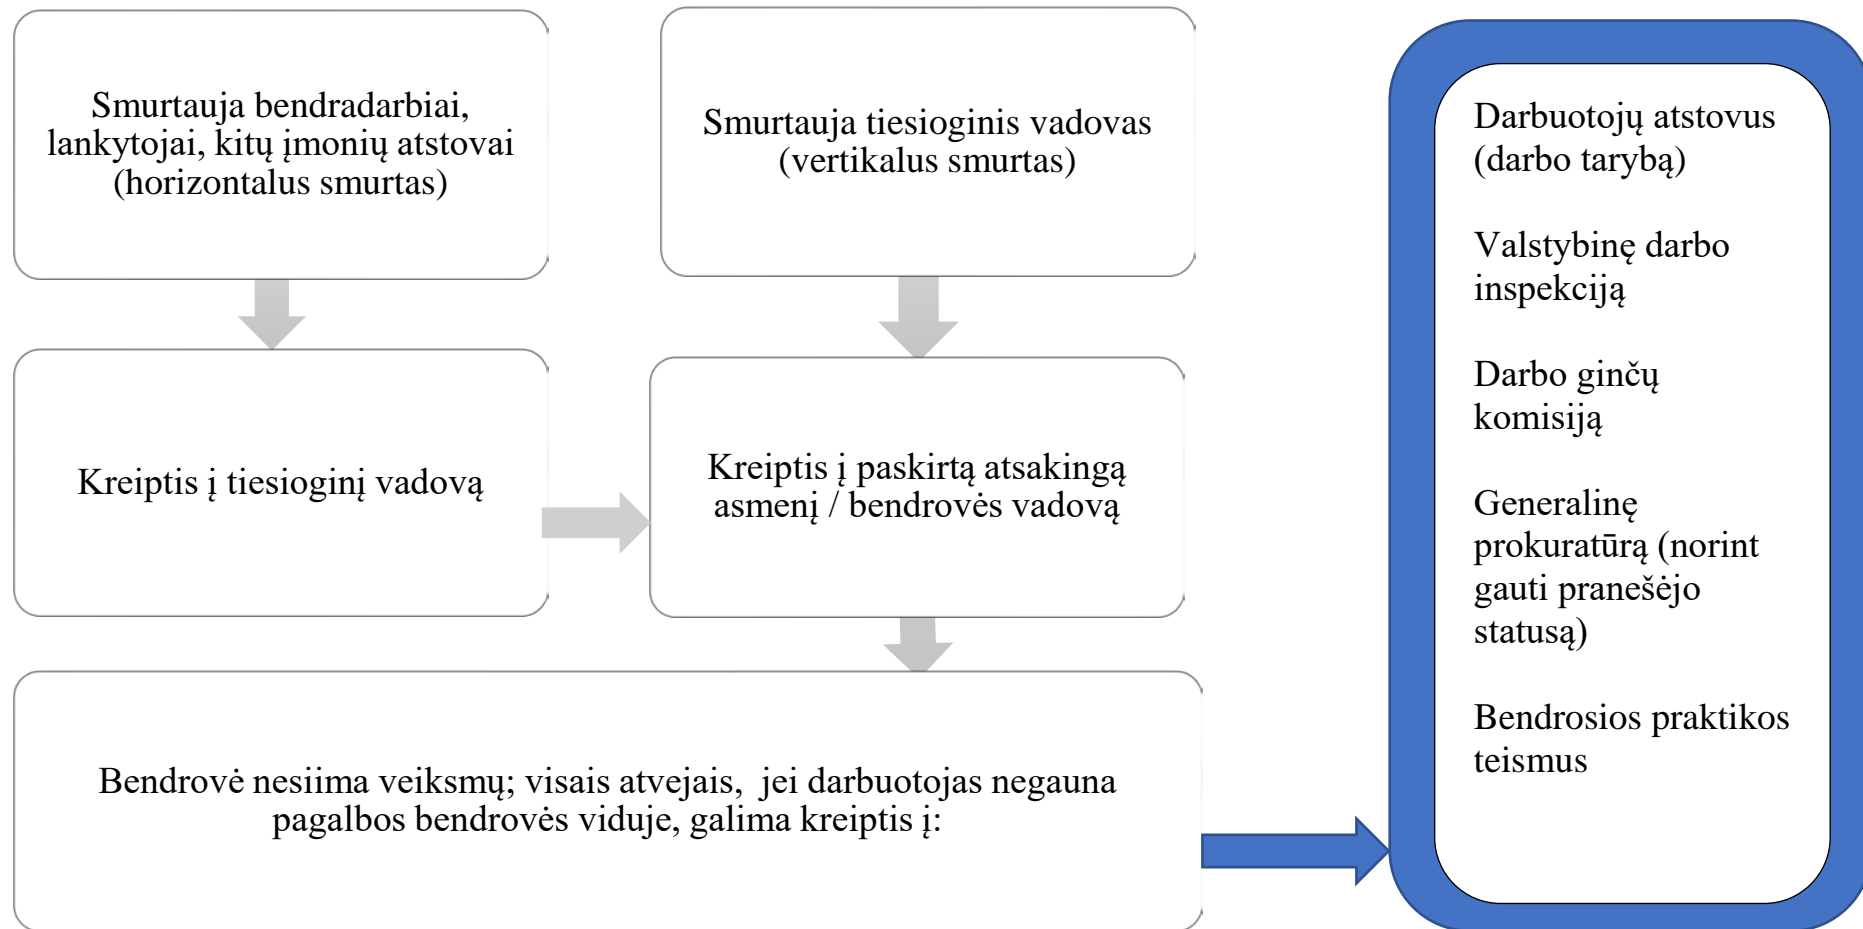 Smurtauja bendradarbiai,
lankytojai, kitų įmonių atstovai
(horizontalus smurtas)
Smurtauja tiesioginis vadovas
(vertikalus smurtas)
Kreiptis į tiesioginį vadovą
Kreiptis į paskirtą atsakingą
asmenį / bendrovės vadovą
Bendrovė nesiima veiksmų; visais atvejais, jei darbuotojas negauna
pagalbos bendrovės viduje, galima kreiptis į:
Darbuotojų atstovus
(darbo tarybą)
Valstybinę darbo
inspekciją
Darbo ginčų
komisiją
Generalinę
prokuratūrą (norint
gauti pranešėjo
statusą)
Bendrosios praktikos
teismus